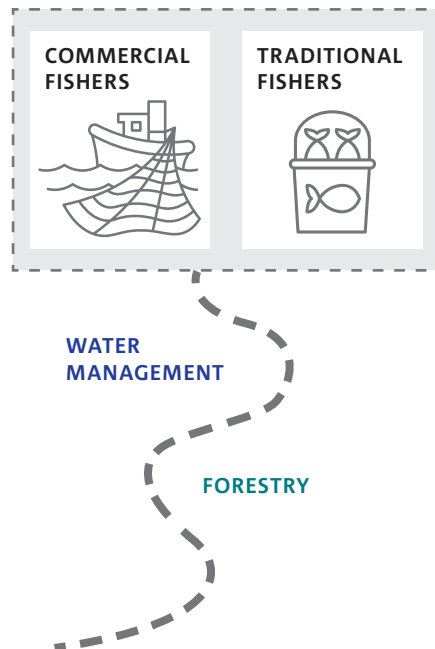 COMMERCIAL
FISHERS
TRADITIONAL
FISHERS
WATER
MANAGEMENT
FORESTRY